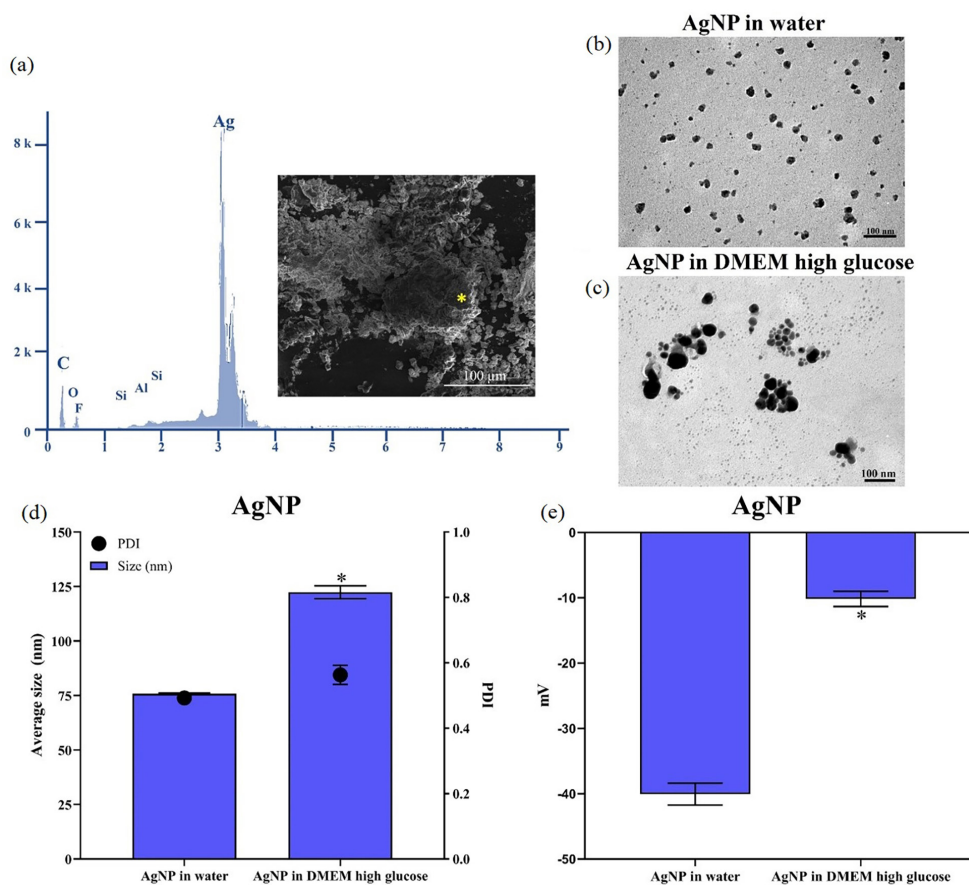 (a)
8 k
6 k
4 k
2 k
0
C
O
F
Si
Al
Si
Ag
0 1 2 3 4 5 6 7 8 9
*
100 µm
AgNP in water
(b)
100 nm
AgNP in DMEM high glucose
(c)
100 nm
(d)
AgNP
150
125
100
75
50
25
0
Average size (nm)
PDI
Size (nm)
*
1.0
0.8
0.6
0.4
0.2
0.0
PDI
AgNP in water AgNP in DMEM high glucose
(e)
AgNP
0
-10
-20
-30
-40
-50
mV
*
AgNP in water AgNP in DMEM high glucose